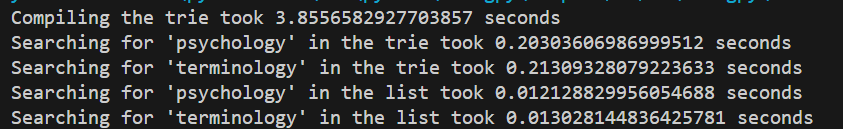 Compiling the trie took 3.8556582927703857 seconds
Searching for 'psychology' in the trie took 0.20303606986999512 seconds
Searching for 'terminology' in the trie took 0.21309328079223633 seconds
Searching for 'psychology' in the list took 0.012128829956054688 seconds
Searching for 'terminology' in the list took 0.013028144836425781 seconds